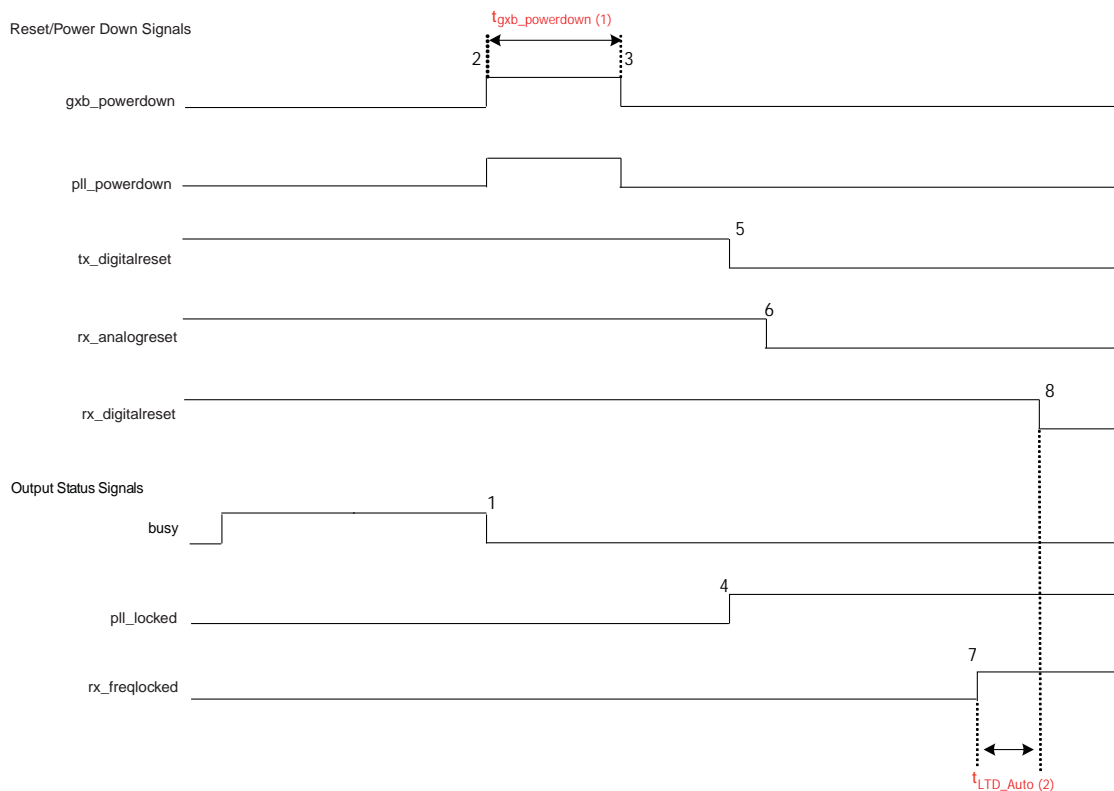 Reset/Power Down Signals
tgxb_powerdown (1)
2
3
gxb_powerdown
pll_powerdown
5
tx_digitalreset
6
rx_analogreset
8
rx_digitalreset
Output Status Signals
1
busy
4
pll_locked
7
rx_freqlocked
tLTD_Auto (2)